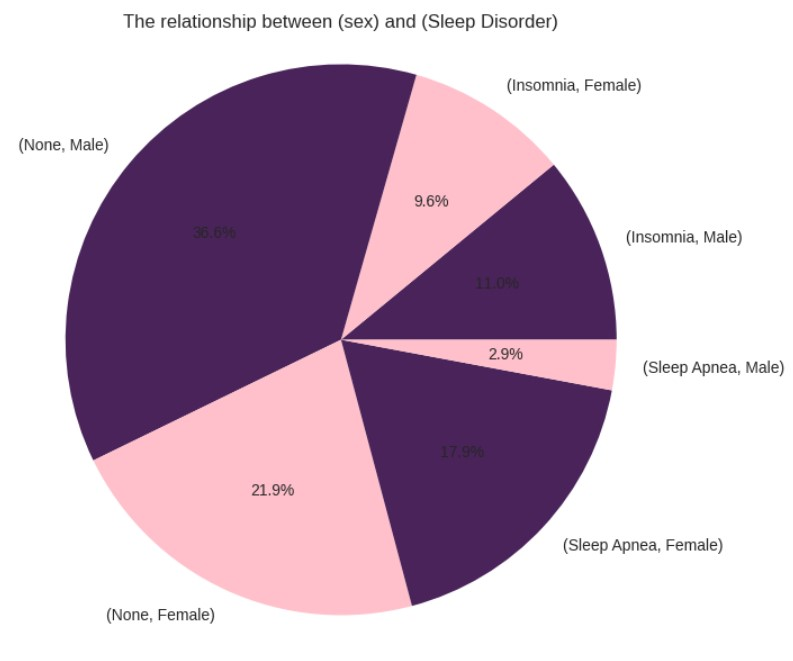 The relationship between (sex) and (Sleep Disorder)
(Insomnia, Female)
(None, Male)
9.6%
36.6%
(Insomnia, Male)
11.0%
2.9%
(Sleep Apnea, Male)
17.9%
21.9%
(Sleep Apnea, Female)
(None, Female)